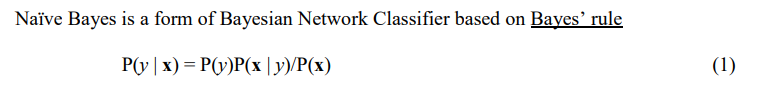 Naïve Bayes is a form of Bayesian Network Classifier based on Bayes’ rule
P(y | x) = P(y)P(x | y)/P(x) (1)